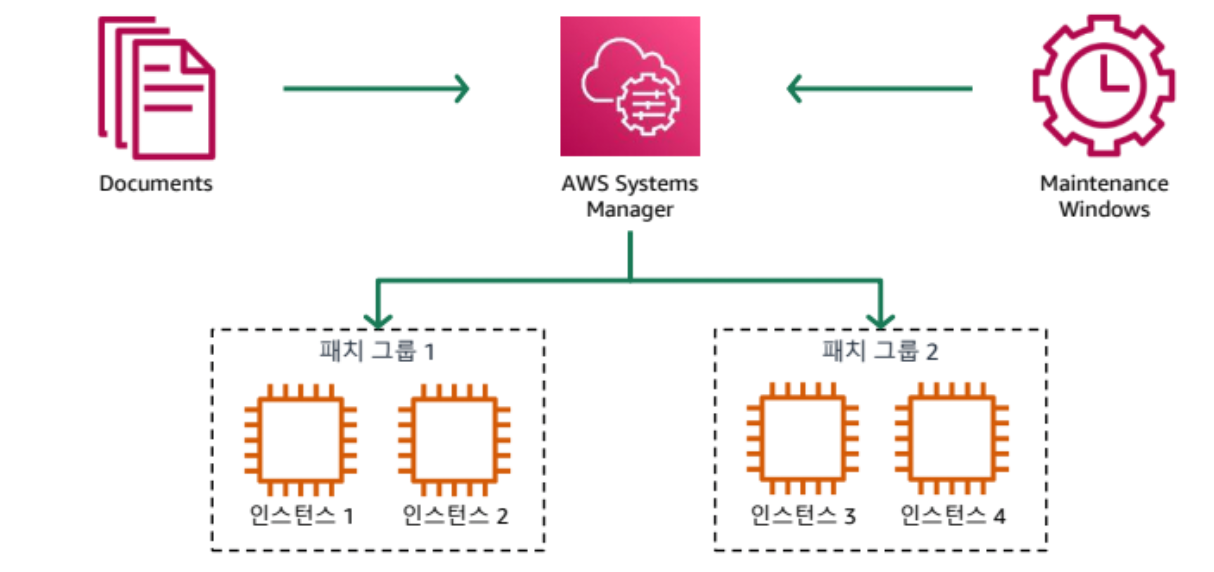 Documents
AWS Systems
Manager
Maintenance
Windows
패치 그룹 1
패치 그룹 2
인스턴스 1
인스턴스 2
인스턴스 3
인스턴스 4